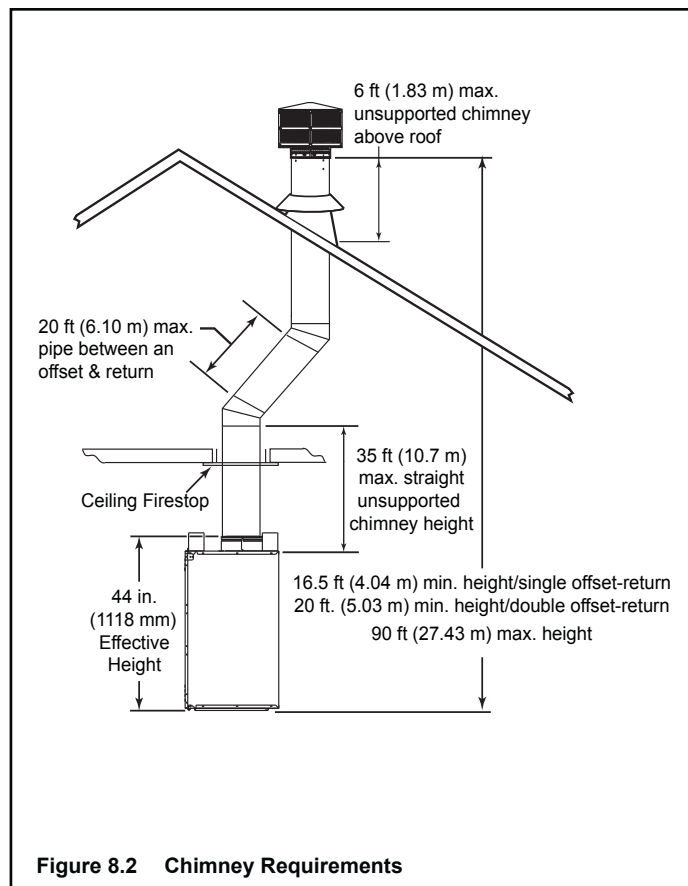 6 ft (1.83 m) max.
unsupported chimney
above roof
20 ft (6.10 m) max.
pipe between an
offset & return
Ceiling Firestop
35 ft (10.7 m)
max. straight
unsupported
chimney height
44 in.
(1118 mm)
Effective
Height
16.5 ft (4.04 m) min. height/single offset-return
20 ft. (5.03 m) min. height/double offset-return
90 ft (27.43 m) max. height
Figure 8.2 Chimney Requirements